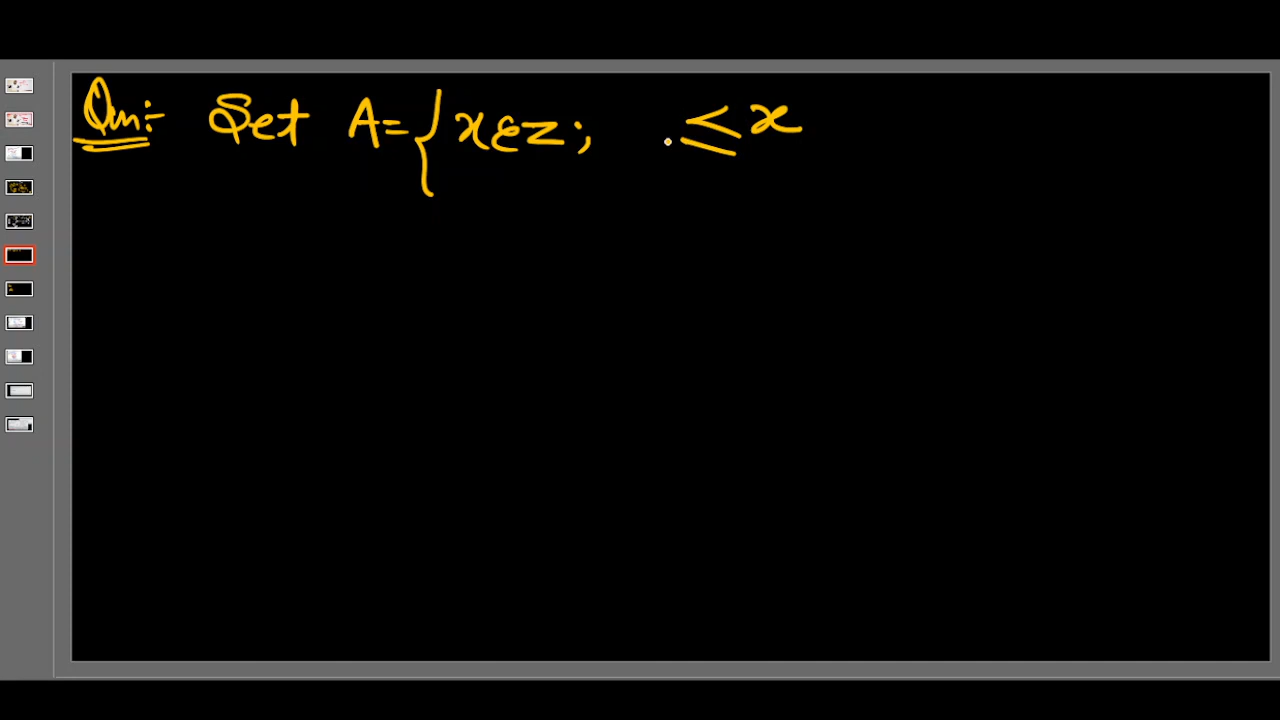 Qn:- Set A={x∈Z; ≤x